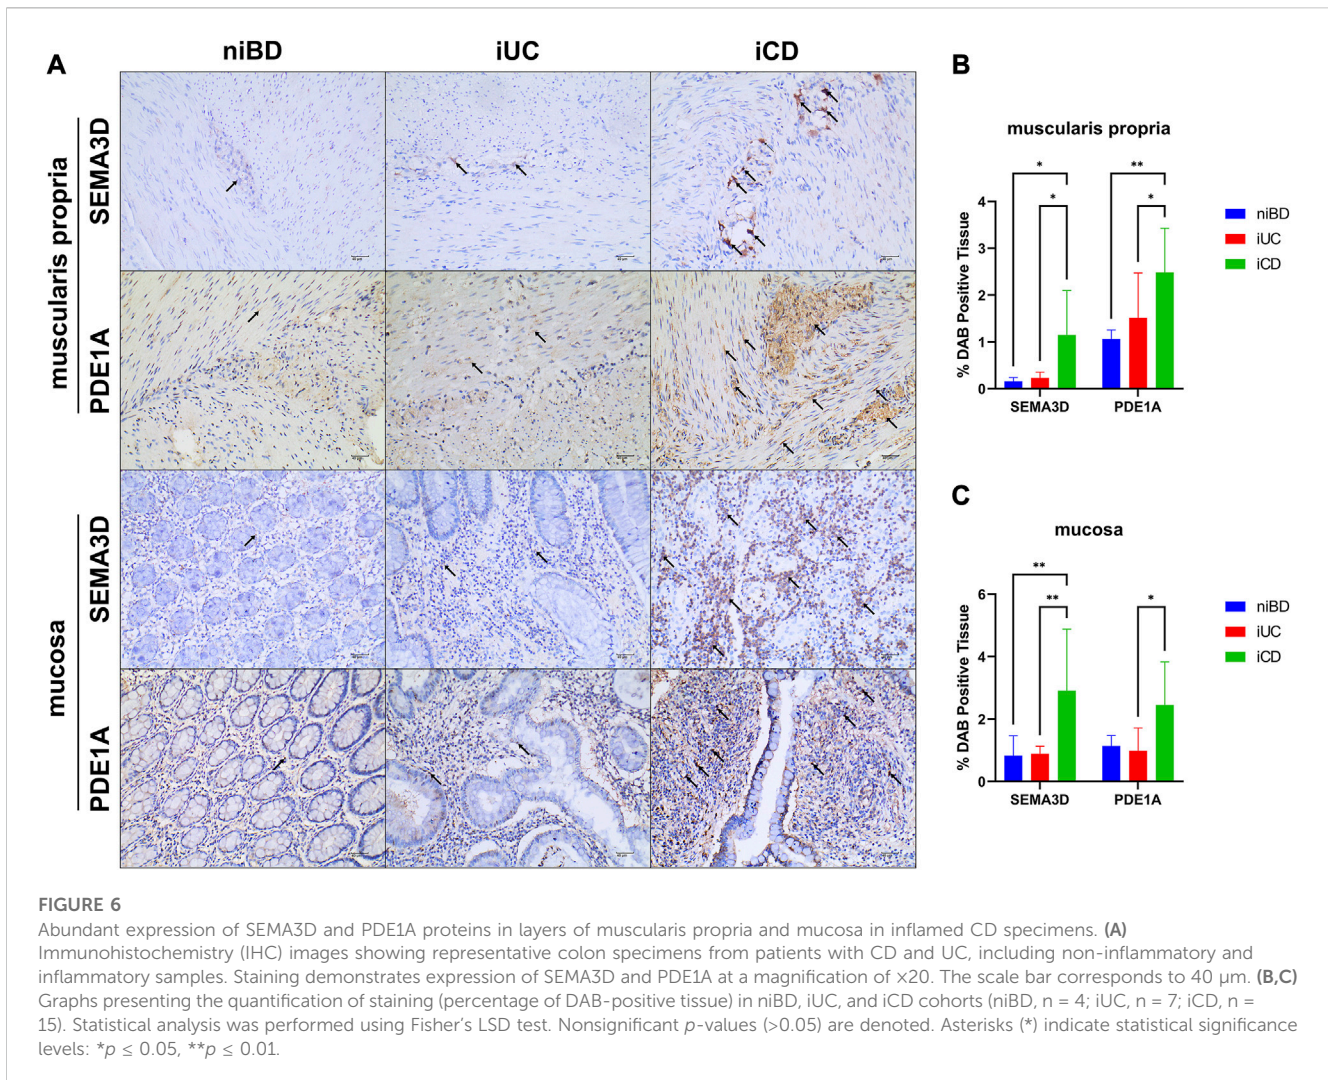 A
niBD
iUC
iCD
muscularis propria
SEMA3D
PDE1A
mucosa
SEMA3D
PDE1A
B
muscularis propria
% DAB Positive Tissue
4
3
2
1
0
*
*
**
*
SEMA3D
PDE1A
niBD
iUC
iCD
C
mucosa
% DAB Positive Tissue
6
4
2
0
**
**
*
SEMA3D
PDE1A
niBD
iUC
iCD
FIGURE 6
Abundant expression of SEMA3D and PDE1A proteins in layers of muscularis propria and mucosa in inflamed CD specimens. (A)
Immunohistochemistry (IHC) images showing representative colon specimens from patients with CD and UC, including non-inflammatory and
inflammatory samples. Staining demonstrates expression of SEMA3D and PDE1A at a magnification of ×20. The scale bar corresponds to 40 µm. (B,C)
Graphs presenting the quantification of staining (percentage of DAB-positive tissue) in niBD, iUC, and iCD cohorts (niBD, n = 4; iUC, n = 7; iCD, n =
15). Statistical analysis was performed using Fisher's LSD test. Nonsignificant p-values (>0.05) are denoted. Asterisks (*) indicate statistical significance
levels: *p ≤ 0.05, **p ≤ 0.01.